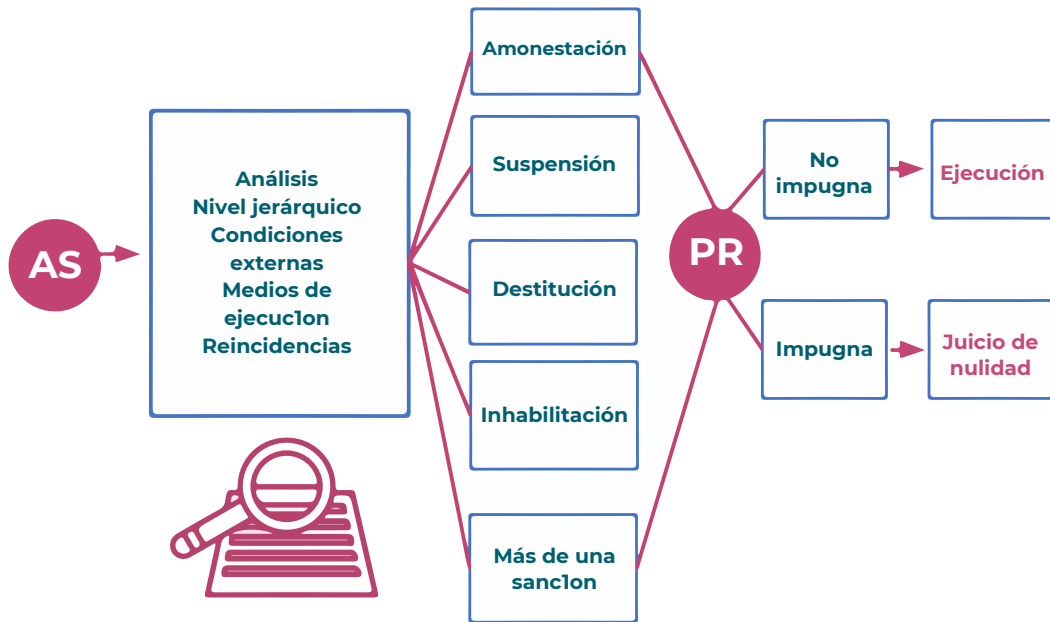 AS
Análisis
Nivel jerárquico
Condiciones
externas
Medios de
ejecuc1on
Reincidencias
Amonestación
Suspensión
Destitución
Inhabilitación
Más de una
sanc1on
PR
No
impugna
Ejecución
Impugna
Juicio de
nulidad